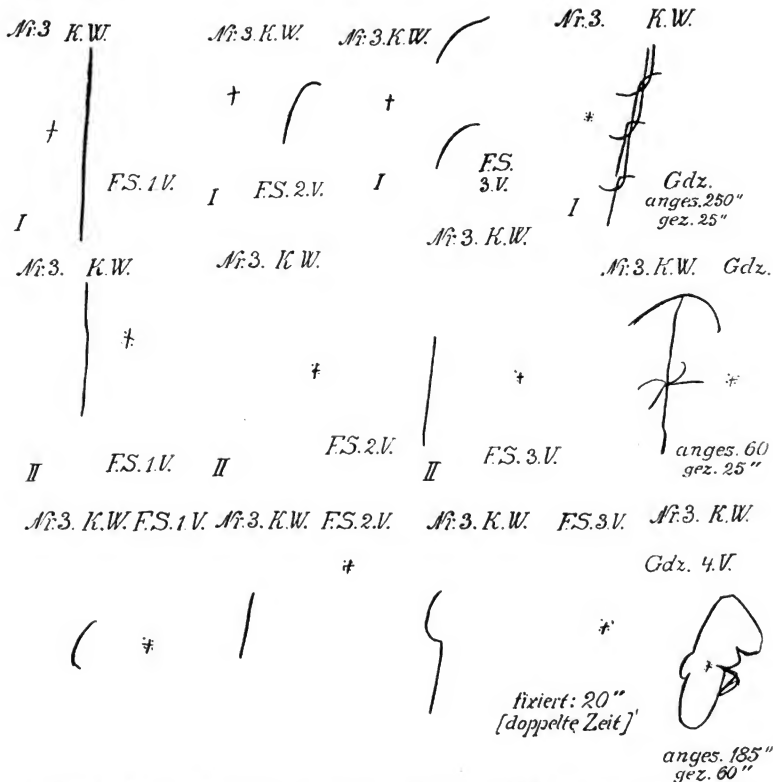 Nr. 3 K.W.
F.S. 1.V.
I
Nr. 3. K.W.
I F.S. 2.V.
Nr. 3. K.W.
I
F.S.
3.V.
Nr. 3. K.W.
I
Gdz.
anges. 250"
gez. 25"
Nr. 3. K.W.
II F.S. 1.V.
Nr. 3. K.W.
II F.S. 2.V.
Nr. 3. K.W.
II F.S. 3.V.
Nr. 3. K.W. Gdz.
anges. 60
gez. 25"
Nr. 3. K.W. F.S. 1.V.
Nr. 3. K.W. F.S. 2.V.
Nr. 3. K.W. F.S. 3.V.
fixiert: 20"
[doppelte Zeit]
Nr. 3. K.W.
Gdz. 4.V.
anges. 185"
gez. 60"